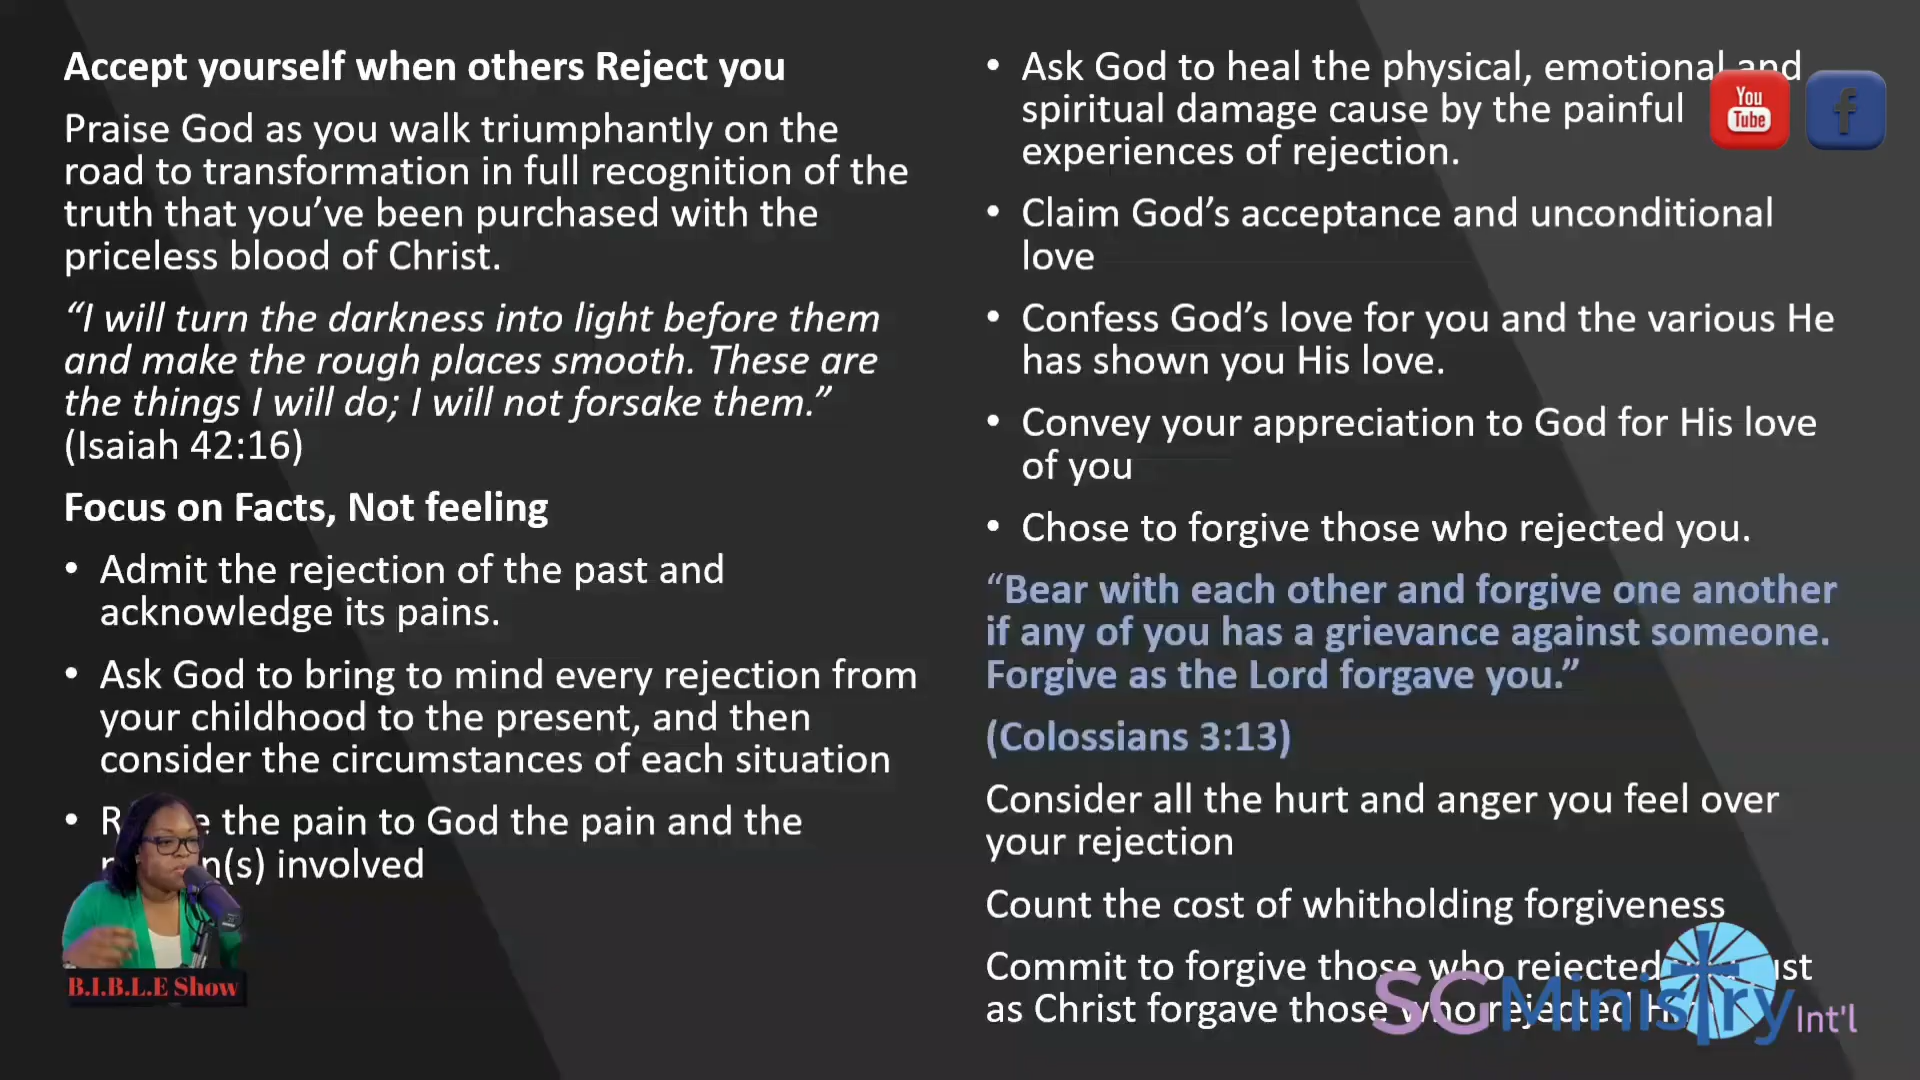 Accept yourself when others Reject you
Praise God as you walk triumphantly on the
road to transformation in full recognition of the
truth that you’ve been purchased with the
priceless blood of Christ.
“I will turn the darkness into light before them
and make the rough places smooth. These are
the things I will do; I will not forsake them.”
(Isaiah 42:16)
Focus on Facts, Not feeling
• Admit the rejection of the past and
acknowledge its pains.
• Ask God to bring to mind every rejection from
your childhood to the present, and then
consider the circumstances of each situation
• the pain to God the pain and the
involved
B.I.B.L.E Show
• Ask God to heal the physical, emotional and
spiritual damage cause by the painful
experiences of rejection.
You
Tube
f
• Claim God’s acceptance and unconditional
love
• Confess God’s love for you and the various He
has shown you His love.
• Convey your appreciation to God for His love
of you
• Chose to forgive those who rejected you.
“Bear with each other and forgive one another
if any of you has a grievance against someone.
Forgive as the Lord forgave you.”
(Colossians 3:13)
Consider all the hurt and anger you feel over
your rejection
Count the cost of whitholding forgiveness
Commit to forgive those who rejected
as Christ forgave those who rejected
SGMinistry Int'l